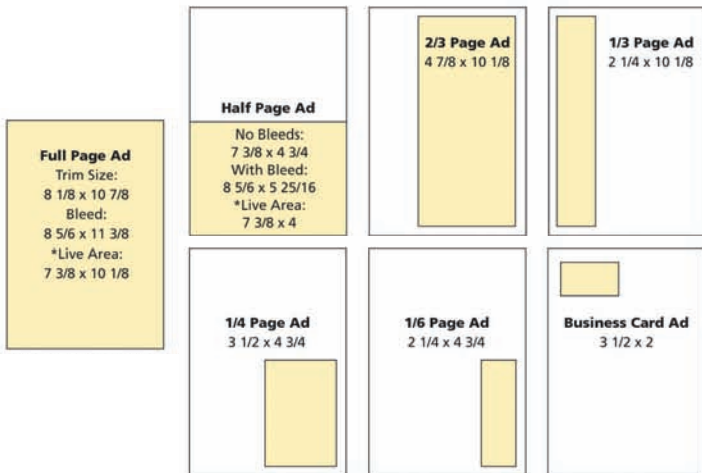 Full Page Ad
Trim Size:
8 1/8 x 10 7/8
Bleed:
8 5/6 x 11 3/8
*Live Area:
7 3/8 x 10 1/8
Half Page Ad
No Bleeds:
7 3/8 x 4 3/4
With Bleed:
8 5/6 x 5 25/16
*Live Area:
7 3/8 x 4
2/3 Page Ad
4 7/8 x 10 1/8
1/3 Page Ad
2 1/4 x 10 1/8
1/4 Page Ad
3 1/2 x 4 3/4
1/6 Page Ad
2 1/4 x 4 3/4
Business Card Ad
3 1/2 x 2